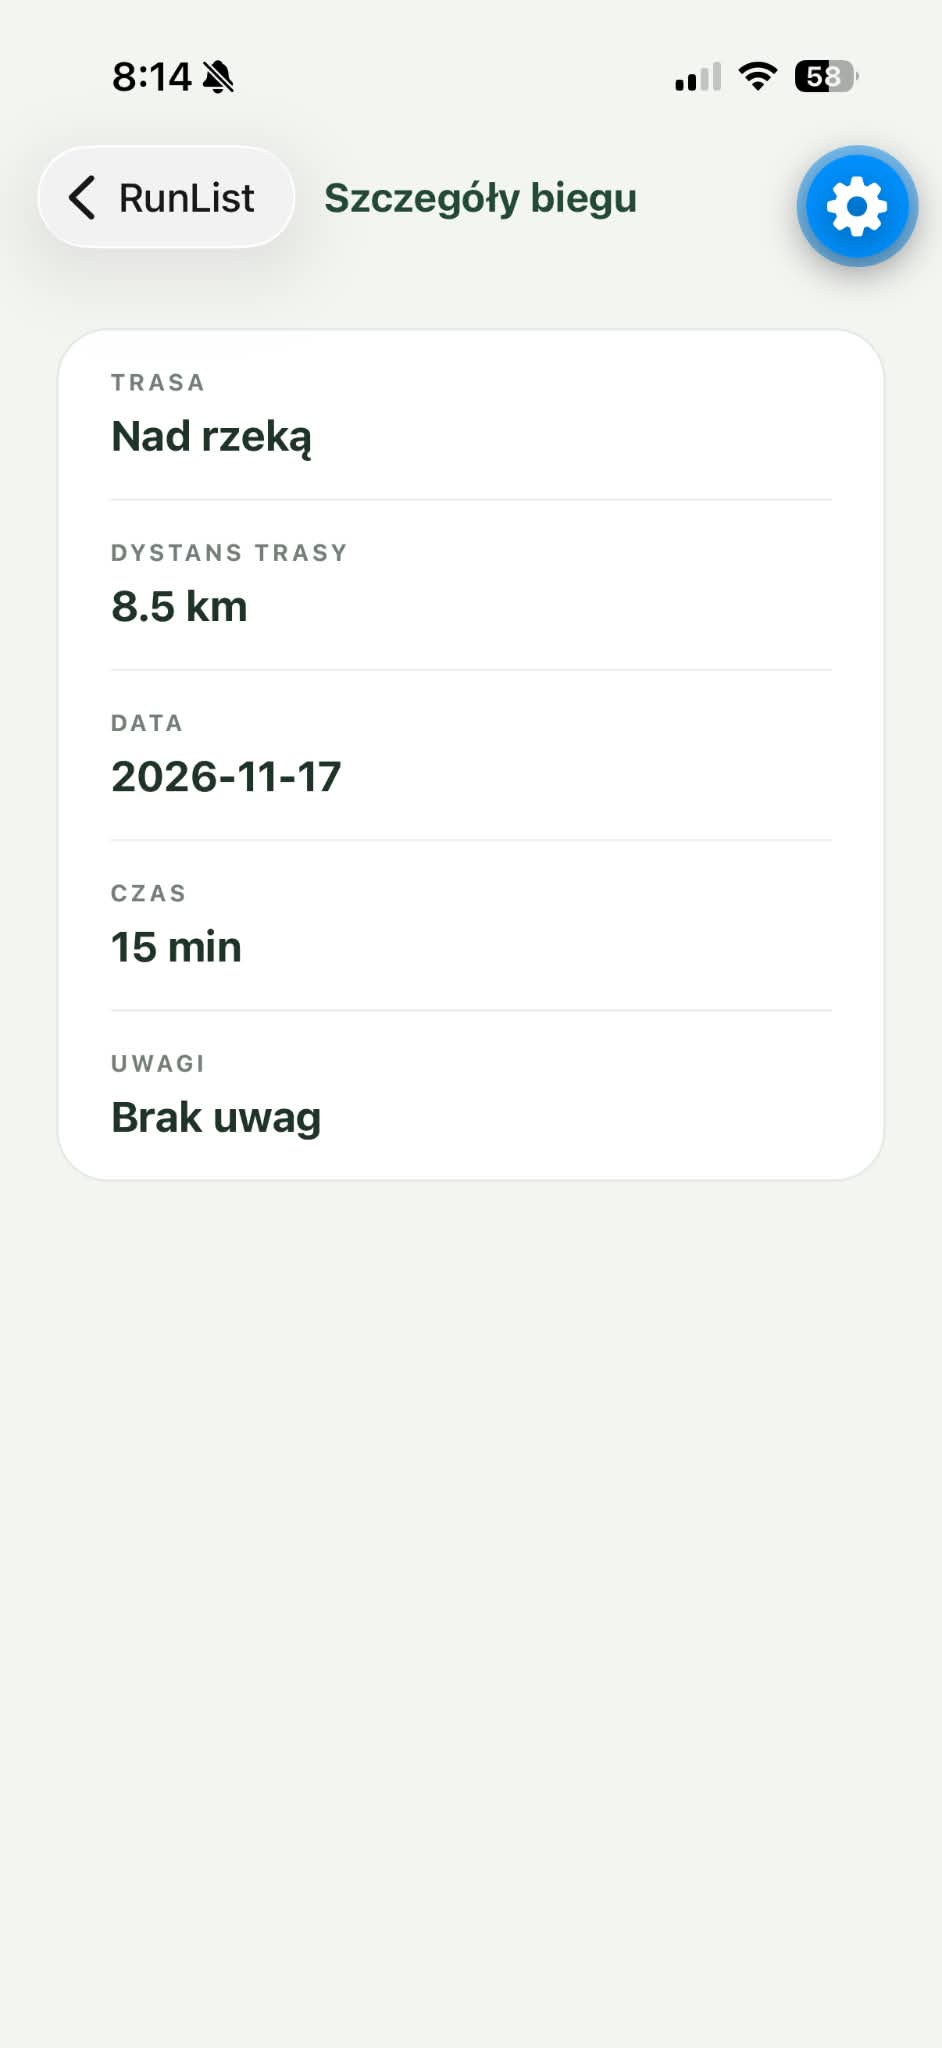 8:14
58
RunList
Szczegóły biegu
TRASA
Nad rzeką
DYSTANS TRASY
8.5 km
DATA
2026-11-17
CZAS
15 min
UWAGI
Brak uwag